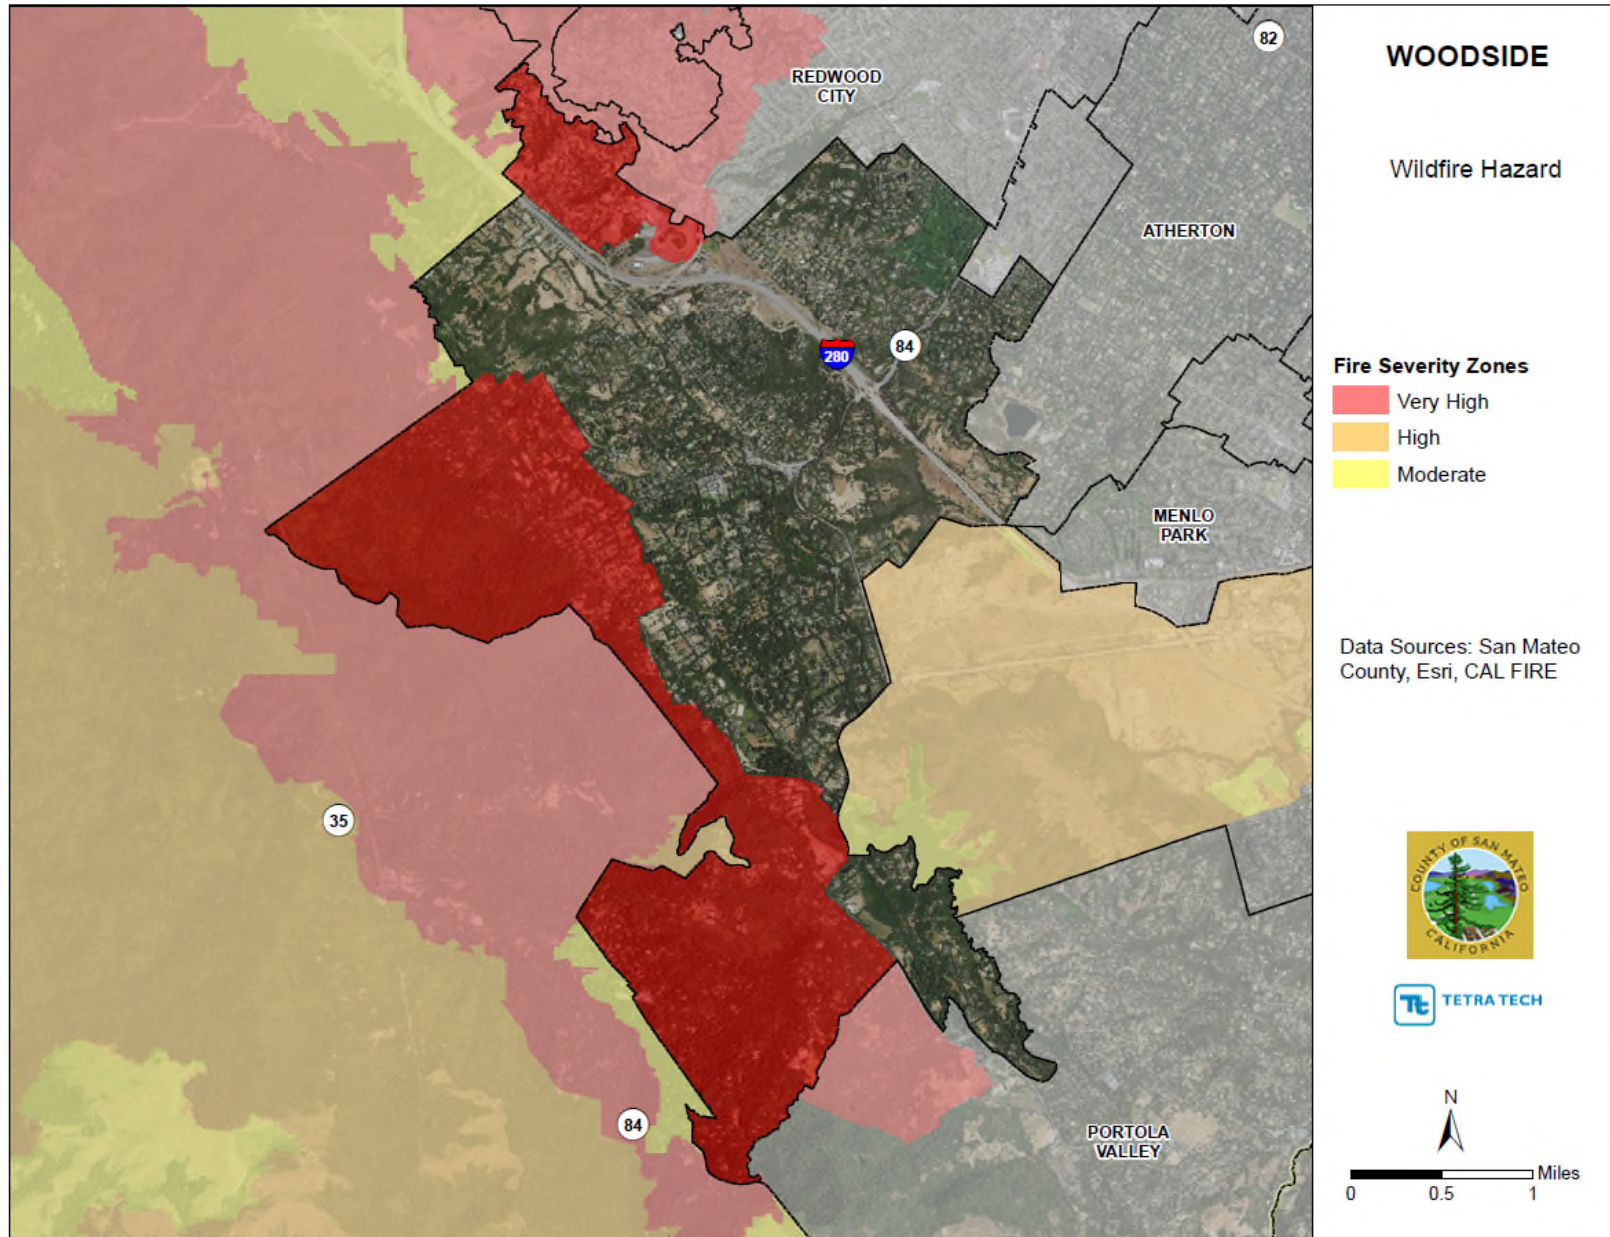 WOODSIDE
Wildfire Hazard
Fire Severity Zones
Very High
High
Moderate
Data Sources: San Mateo
County, Esri, CAL FIRE
COUNTY OF SAN MATEO
CALIFORNIA
Tt
TETRA TECH
N
Miles
0 0.5 1
82
REDWOOD
CITY
ATHERTON
280
84
MENLO
PARK
35
84
PORTOLA
VALLEY